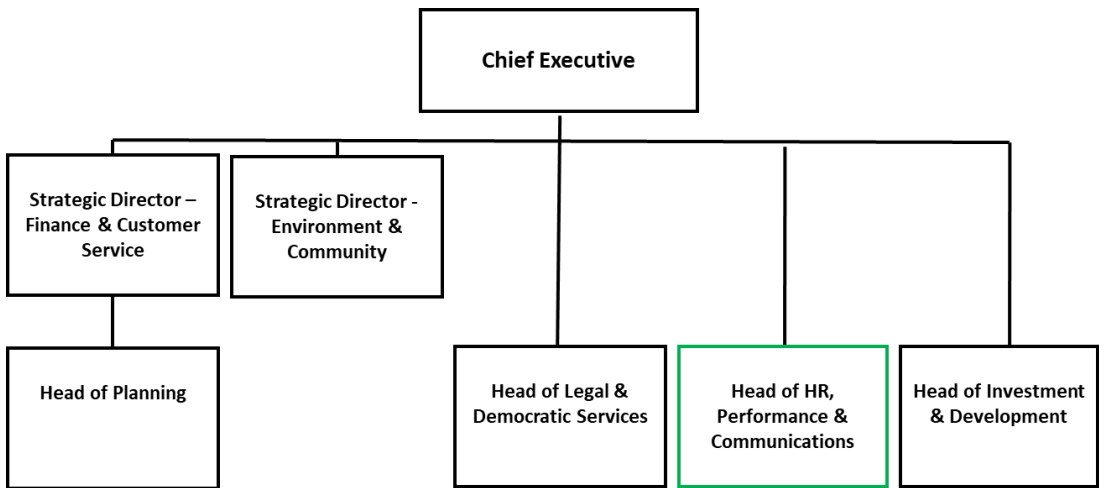 Chief Executive
Strategic Director –
Finance & Customer
Service
Strategic Director -
Environment &
Community
Head of Planning
Head of Legal &
Democratic Services
Head of HR,
Performance &
Communications
Head of Investment
& Development